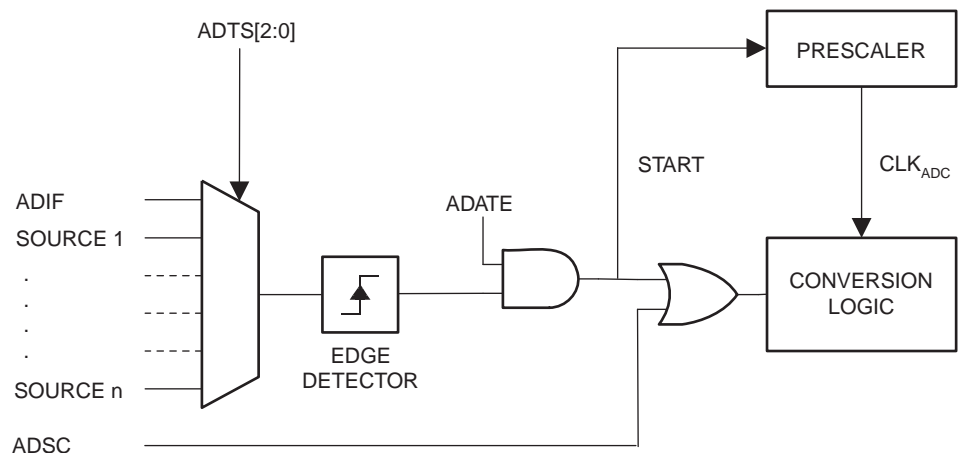 ADTS[2:0]
PRESCALER
START
CLKADC
ADIF
ADATE
SOURCE 1
.
.
.
.
CONVERSION
LOGIC
EDGE
DETECTOR
SOURCE n
ADSC